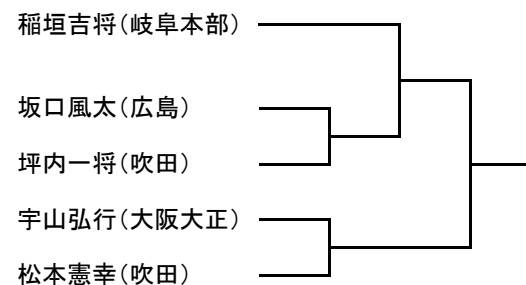 稲垣吉将（岐阜本部）
坂口風太（広島）
坪内一将（吹田）
宇山弘行（大阪大正）
松本憲幸（吹田）